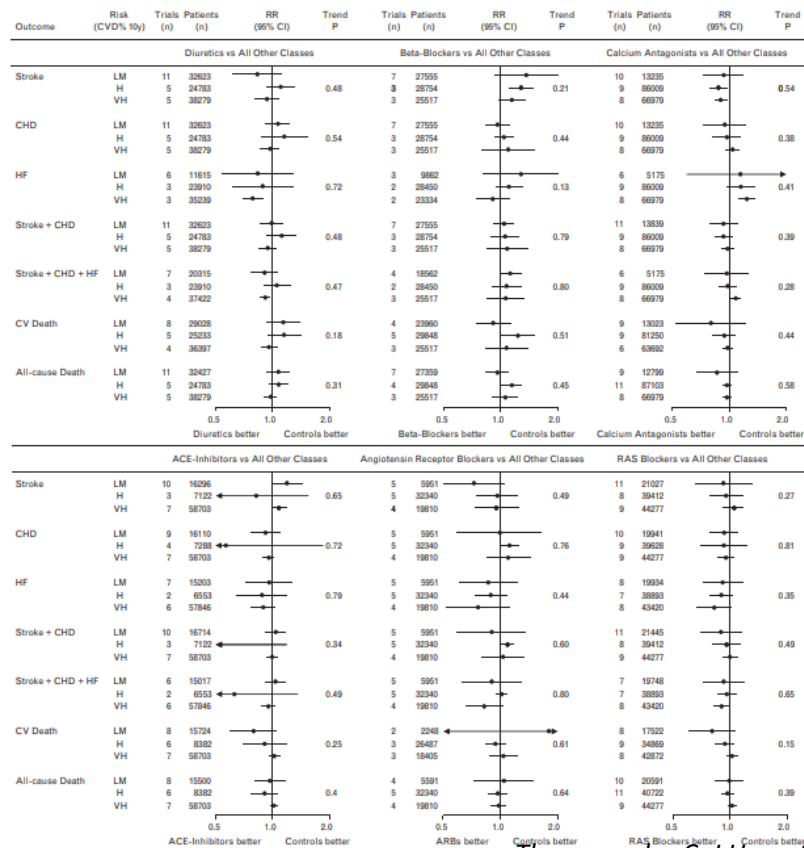 Outcome Risk (CVD% 10y) Trials (n) Patients (n) RR (95% CI) Trend P Trials (n) Patients (n) RR (95% CI) Trend P Trials (n) Patients (n) RR (95% CI) Trend P
Diuretics vs All Other Classes Beta-Blockers vs All Other Classes Calcium Antagonists vs All Other Classes
Stroke LM 11 32623 7 27555 10 13235
H 5 24783 0.48 3 28754 0.21 9 86009 0.54
VH 5 38279 3 25517 8 66979
CHD LM 11 32623 7 27555 10 13235
H 5 24783 0.54 3 28754 0.44 9 86009 0.38
VH 5 38279 3 25517 8 66979
HF LM 6 11615 3 9862 6 5175
H 3 23910 0.72 2 28450 0.13 9 86009 0.41
VH 3 35239 2 23334 8 66979
Stroke + CHD LM 11 32623 7 27555 11 13839
H 5 24783 0.48 3 28754 0.79 9 86009 0.39
VH 5 38279 3 25517 8 66979
Stroke + CHD + HF LM 7 20315 4 18562 6 5175
H 3 23910 0.47 2 28450 0.80 9 86009 0.28
VH 4 37422 3 25517 8 66979
CV Death LM 8 29028 4 23960 9 13023
H 5 25233 0.18 5 29848 0.51 9 81250 0.44
VH 4 36397 3 25517 6 63692
All-cause Death LM 11 32427 7 27359 9 12799
H 5 24783 0.31 4 29848 0.45 11 87103 0.58
VH 5 38279 3 25517 8 66979
0.5 1.0 2.0 0.5 1.0 2.0 0.5 1.0 2.0
Diuretics better Controls better Beta-Blockers better Controls better Calcium Antagonists better Controls better
ACE-Inhibitors vs All Other Classes Angiotensin Receptor Blockers vs All Other Classes RAS Blockers vs All Other Classes
Stroke LM 10 16296 5 5951 11 21027
H 3 7122 0.65 5 32340 0.49 8 39412 0.27
VH 7 58703 4 19810 9 44277
CHD LM 9 16110 5 5951 10 19941
H 4 7288 0.72 5 32340 0.76 9 39628 0.81
VH 7 58703 4 19810 9 44277
HF LM 7 15203 5 5951 8 19934
H 2 6553 0.79 5 32340 0.44 7 38893 0.35
VH 6 57846 4 19810 8 43420
Stroke + CHD LM 10 16714 5 5951 11 21445
H 3 7122 0.34 5 32340 0.60 8 39412 0.49
VH 7 58703 4 19810 9 44277
Stroke + CHD + HF LM 6 15017 5 5951 7 19748
H 2 6553 0.49 5 32340 0.80 7 38893 0.65
VH 6 57846 4 19810 8 43420
CV Death LM 8 15724 2 2248 8 17522
H 6 8382 0.25 3 26487 0.61 9 34869 0.15
VH 7 58703 3 18405 8 42872
All-cause Death LM 8 15500 4 5591 10 20591
H 6 8382 0.4 5 32340 0.64 11 40722 0.39
VH 7 58703 4 19810 9 44277
0.5 1.0 2.0 0.5 1.0 2.0 0.5 1.0 2.0
ACE-Inhibitors better Controls better ARBs better Controls better RAS Blockers better Controls better